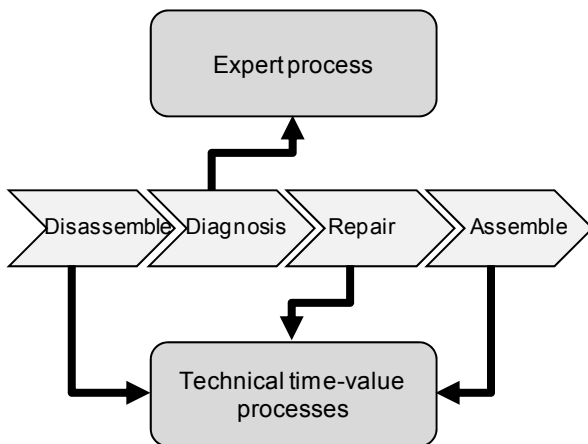 Expert process
Disassemble
Diagnosis
Repair
Assemble
Technical time-value
processes